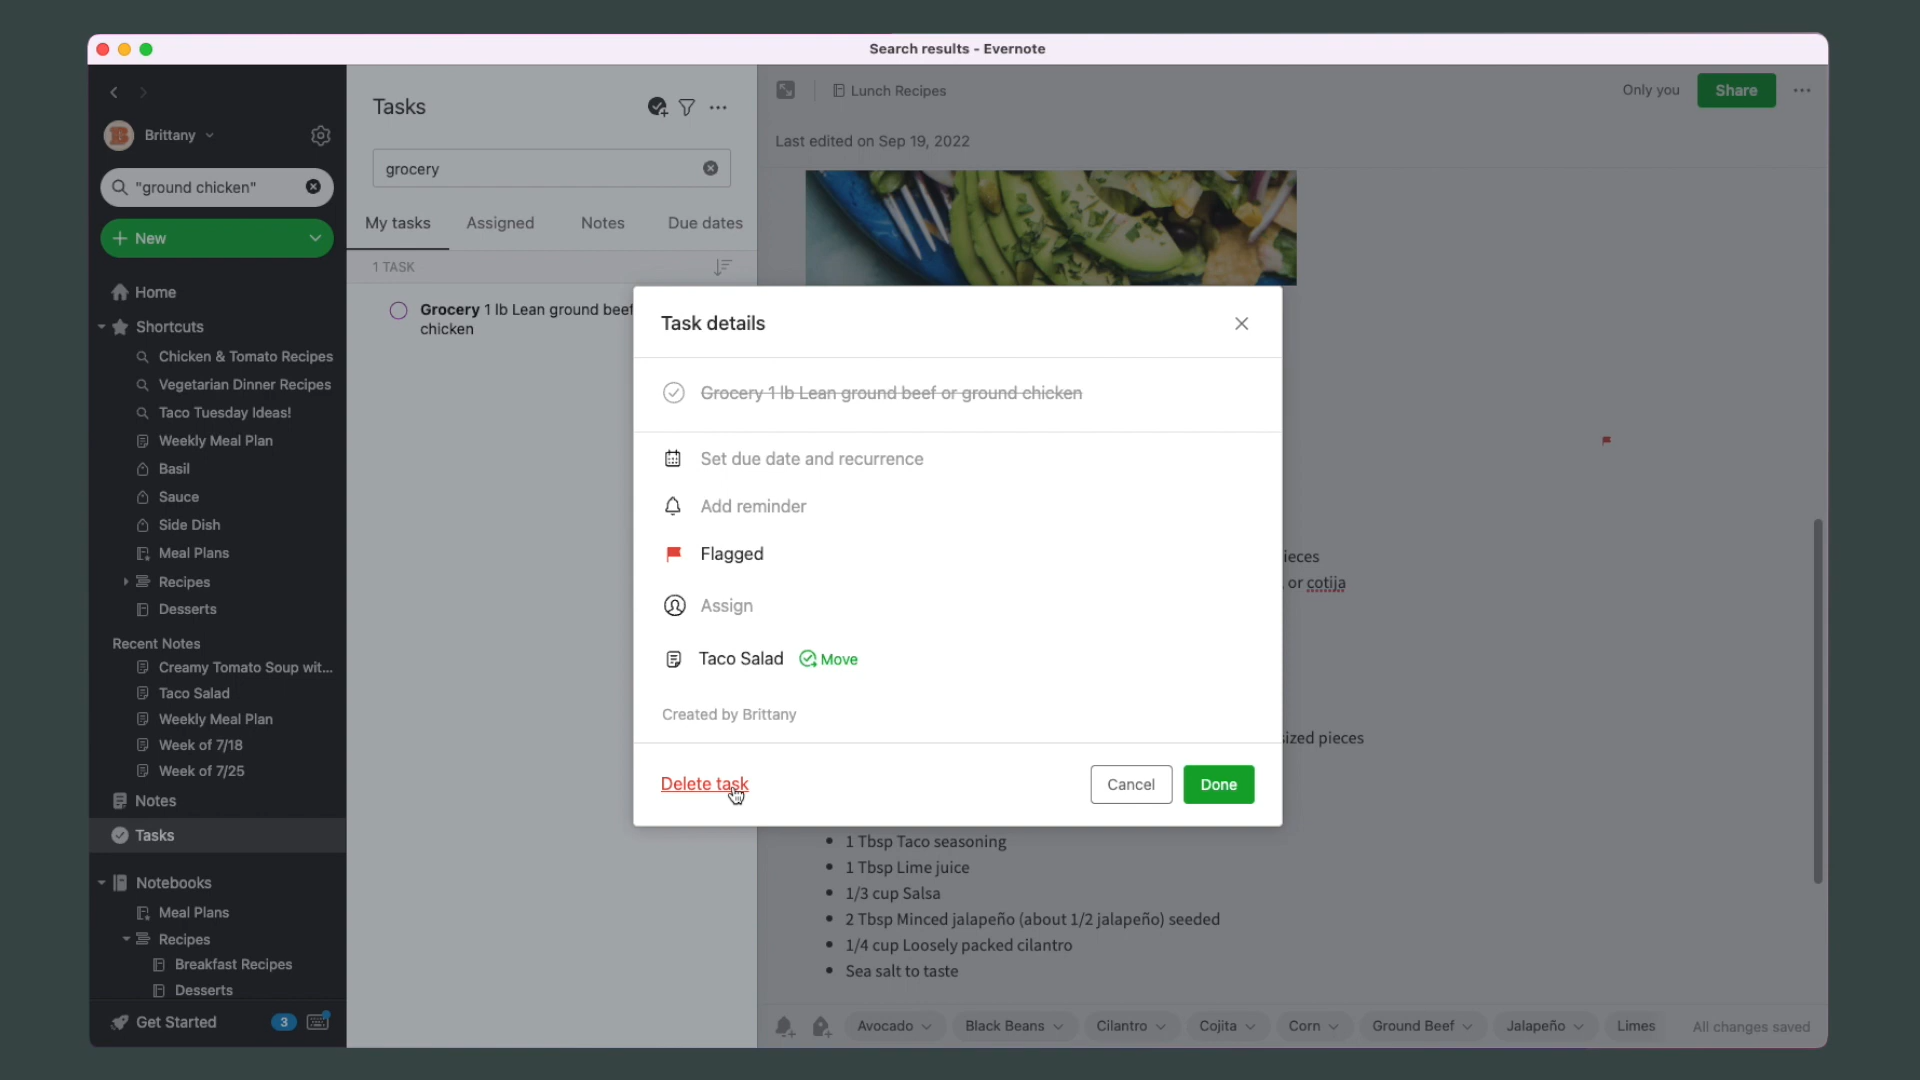 Search results - Evernote
Brittany
"ground chicken"
New
Home
Shortcuts
Chicken & Tomato Recipes
Vegetarian Dinner Recipes
Taco Tuesday Ideas!
Weekly Meal Plan
Basil
Sauce
Side Dish
Meal Plans
Recipes
Desserts
Recent Notes
Creamy Tomato Soup wit...
Taco Salad
Weekly Meal Plan
Week of 7/18
Week of 7/25
Notes
Tasks
Notebooks
Meal Plans
Recipes
Breakfast Recipes
Desserts
Get Started 3
Tasks
grocery
My tasks Assigned Notes Due dates
1 TASK
Grocery 1 lb Lean ground beef
chicken
Lunch Recipes
Only you Share
Last edited on Sep 19, 2022
Task details
Grocery 1 lb Lean ground beef or ground chicken
Set due date and recurrence
Add reminder
Flagged
Assign
Taco Salad Move
Created by Brittany
Delete task Cancel Done
ieces
or cotija
sized pieces
• 1 Tbsp Taco seasoning
• 1 Tbsp Lime juice
• 1/3 cup Salsa
• 2 Tbsp Minced jalapeño (about 1/2 jalapeño) seeded
• 1/4 cup Loosely packed cilantro
• Sea salt to taste
Avocado Black Beans Cilantro Cojita Corn Ground Beef Jalapeño Limes All changes saved